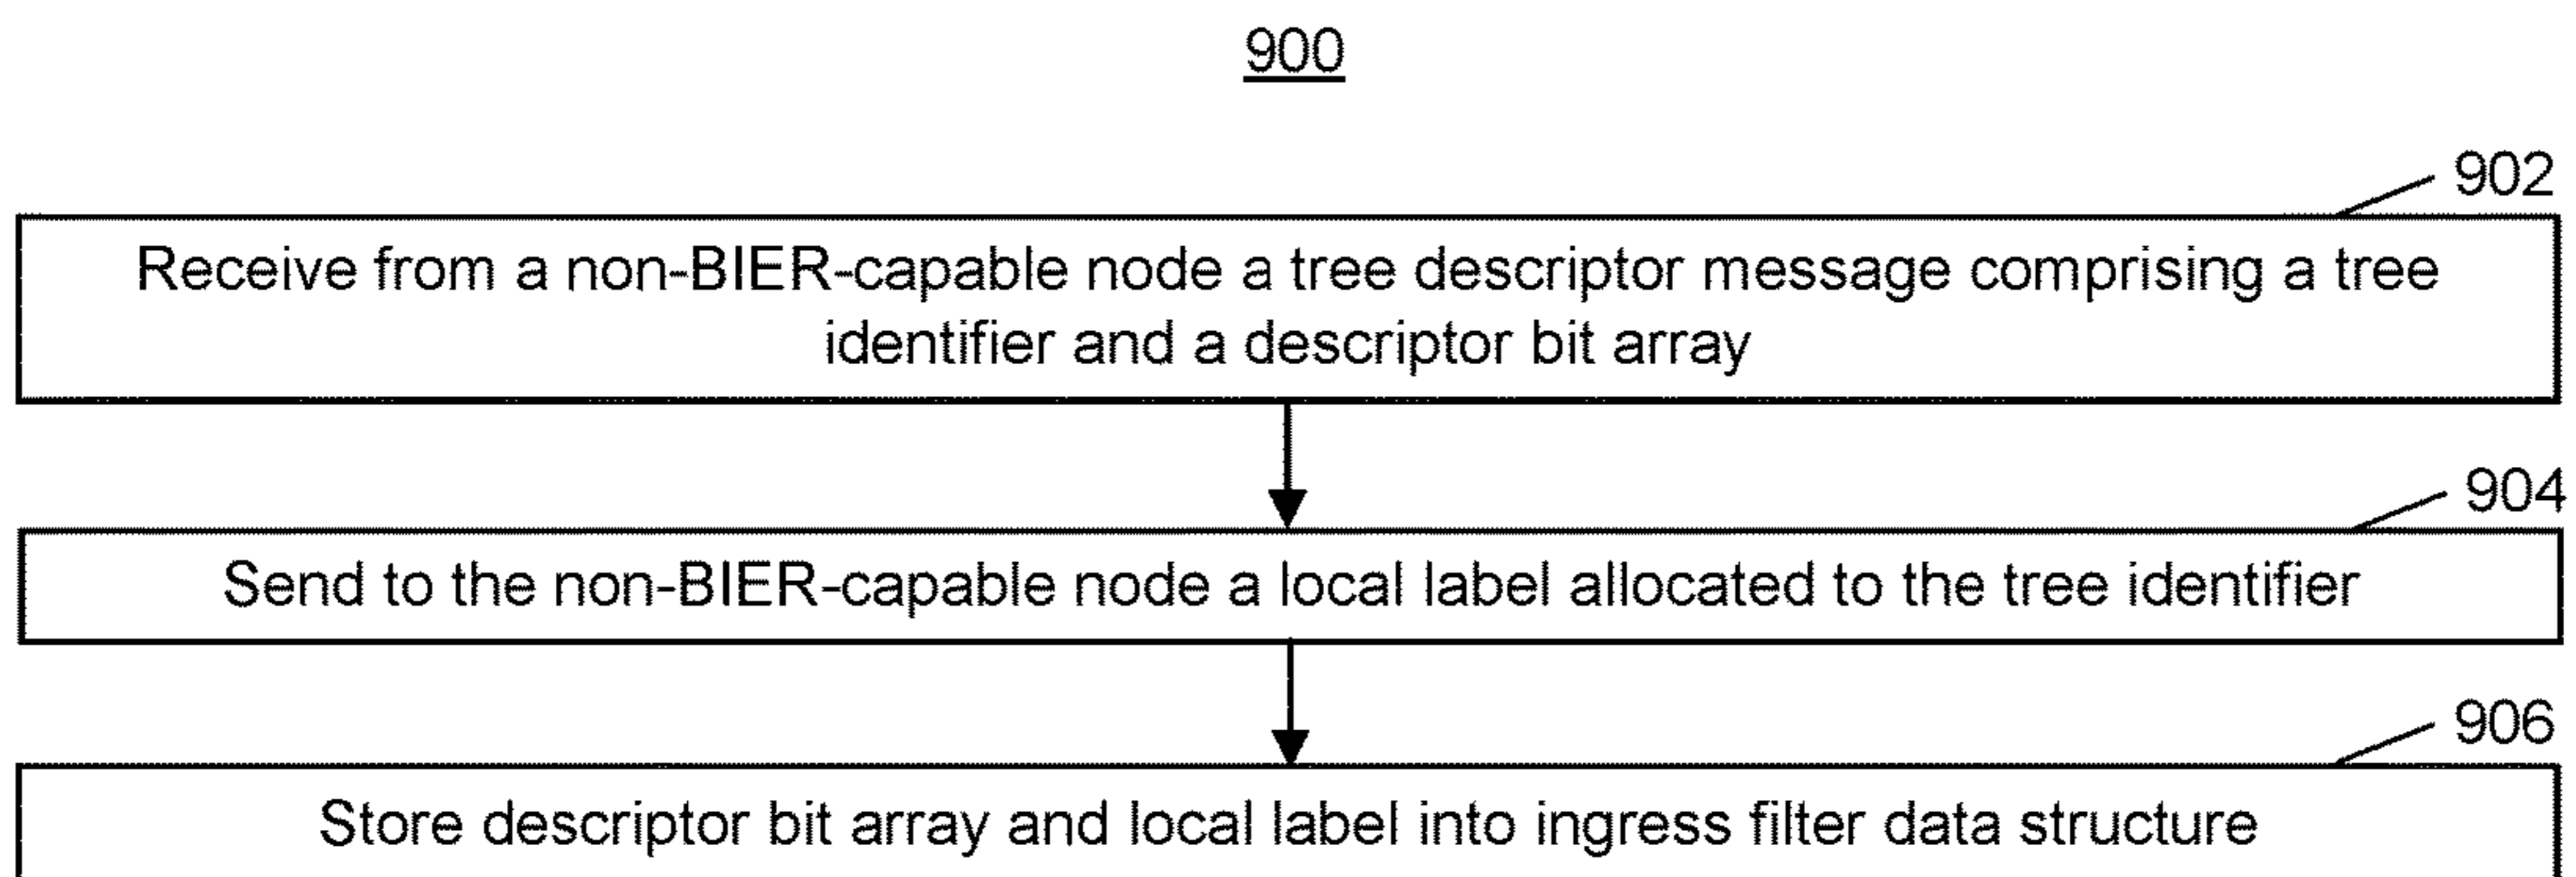 900
902
Receive from a non-BIER-capable node a tree descriptor message comprising a tree
identifier and a descriptor bit array
904
Send to the non-BIER-capable node a local label allocated to the tree identifier
906
Store descriptor bit array and local label into ingress filter data structure